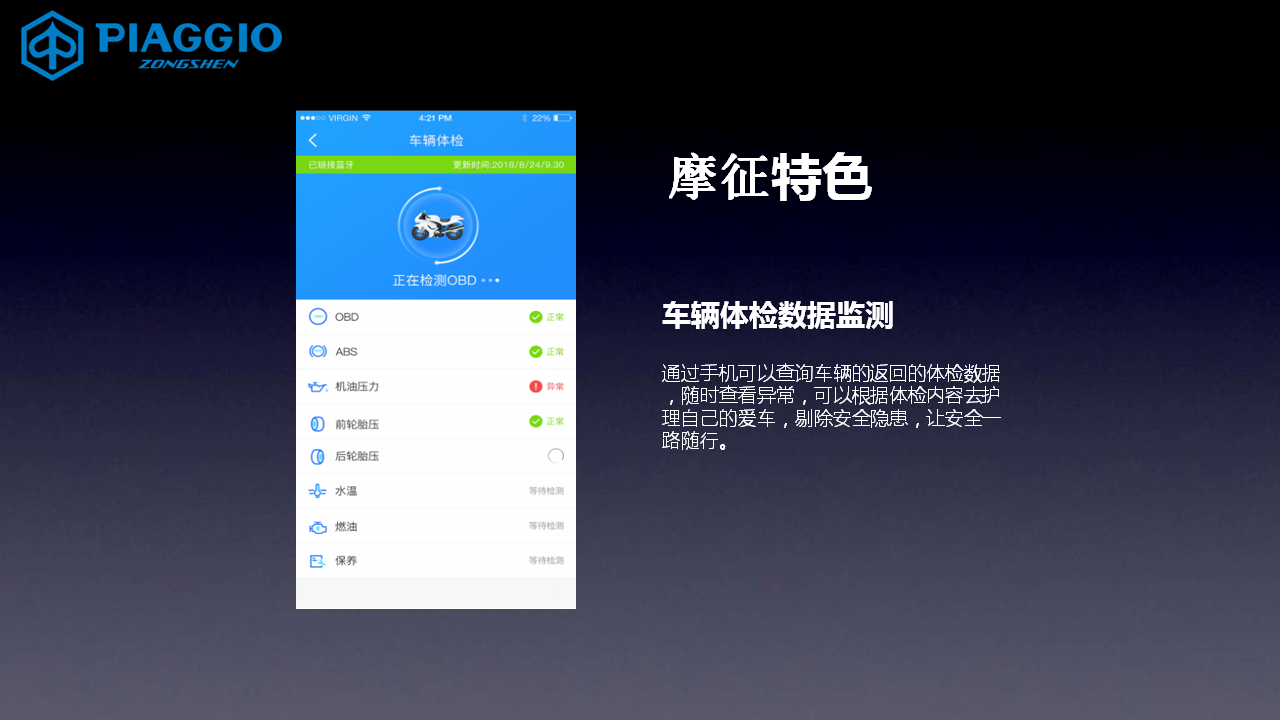 PIAGGIO
ZONGSHEN
VIRGIN 4:21 PM 22%
车辆体检
已链接蓝牙 更新时间:2018/8/24/9.30
正在检测OBD
OBD 正常
ABS 正常
机油压力 异常
前轮胎压 正常
后轮胎压
水温 等待检测
燃油 等待检测
保养 等待检测
摩征特色
车辆体检数据监测
通过手机可以查询车辆的返回的体检数据
，随时查看异常，可以根据体检内容去护
理自己的爱车，剔除安全隐患，让安全一
路随行。